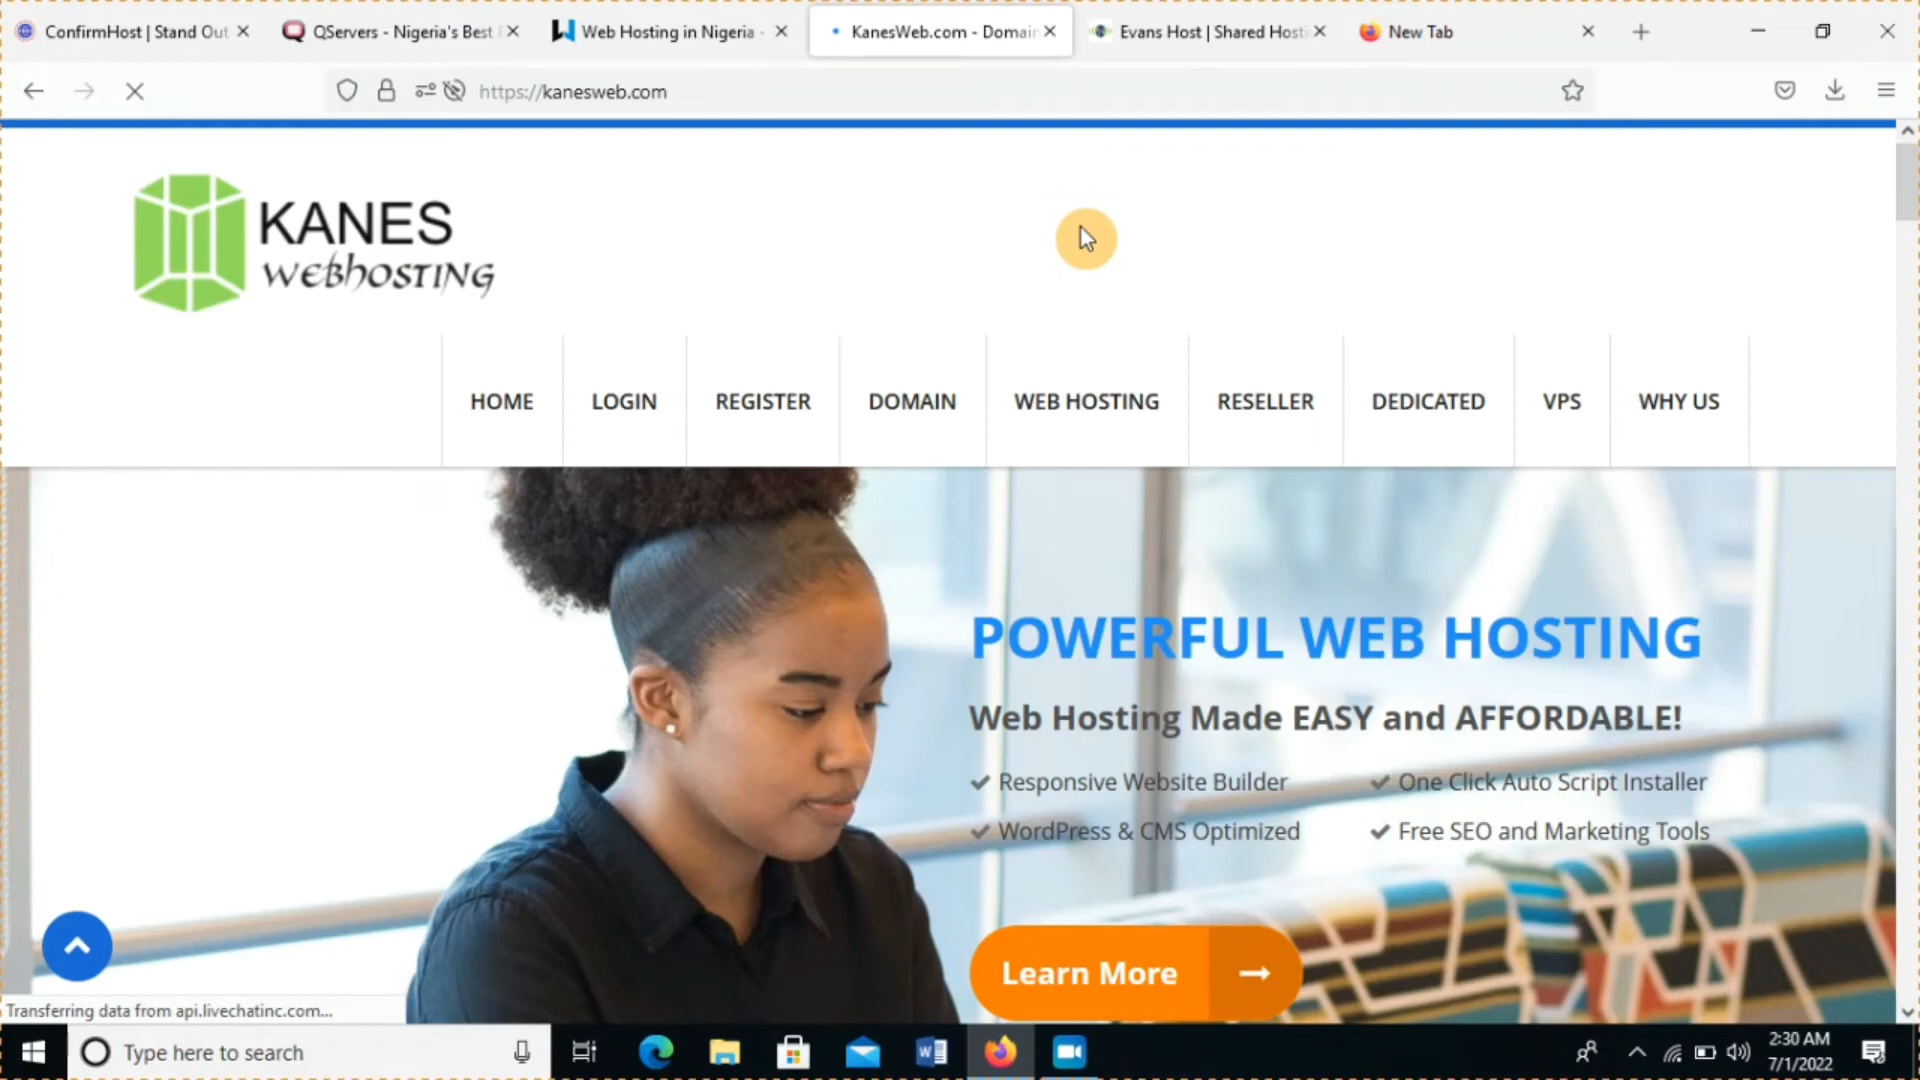 ConfirmHost | Stand Out
QServers - Nigeria's Best
Web Hosting in Nigeria -
KanesWeb.com - Domain
Evans Host | Shared Hosti
New Tab
https://kanesweb.com
KANES
webhosting
HOME
LOGIN
REGISTER
DOMAIN
WEB HOSTING
RESELLER
DEDICATED
VPS
WHY US
POWERFUL WEB HOSTING
Web Hosting Made EASY and AFFORDABLE!
Responsive Website Builder
One Click Auto Script Installer
WordPress & CMS Optimized
Free SEO and Marketing Tools
Learn More
Transferring data from api.livechatinc.com...
Type here to search
2:30 AM
7/1/2022